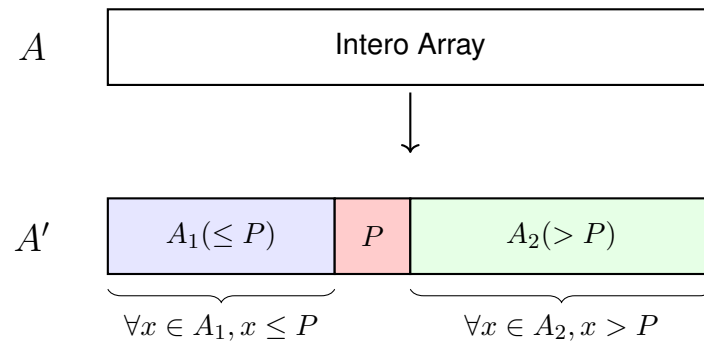 A Intero Array
A′ A₁(≤ P) P A₂(> P)
∀x ∈ A₁, x ≤ P ∀x ∈ A₂, x > P